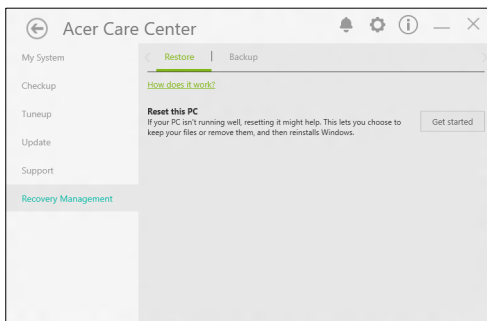 Acer Care Center
My System
Checkup
Tuneup
Update
Support
Recovery Management
Restore | Backup
How does it work?
Reset this PC
If your PC isn't running well, resetting it might help. This lets you choose to
keep your files or remove them, and then reinstalls Windows.
Get started